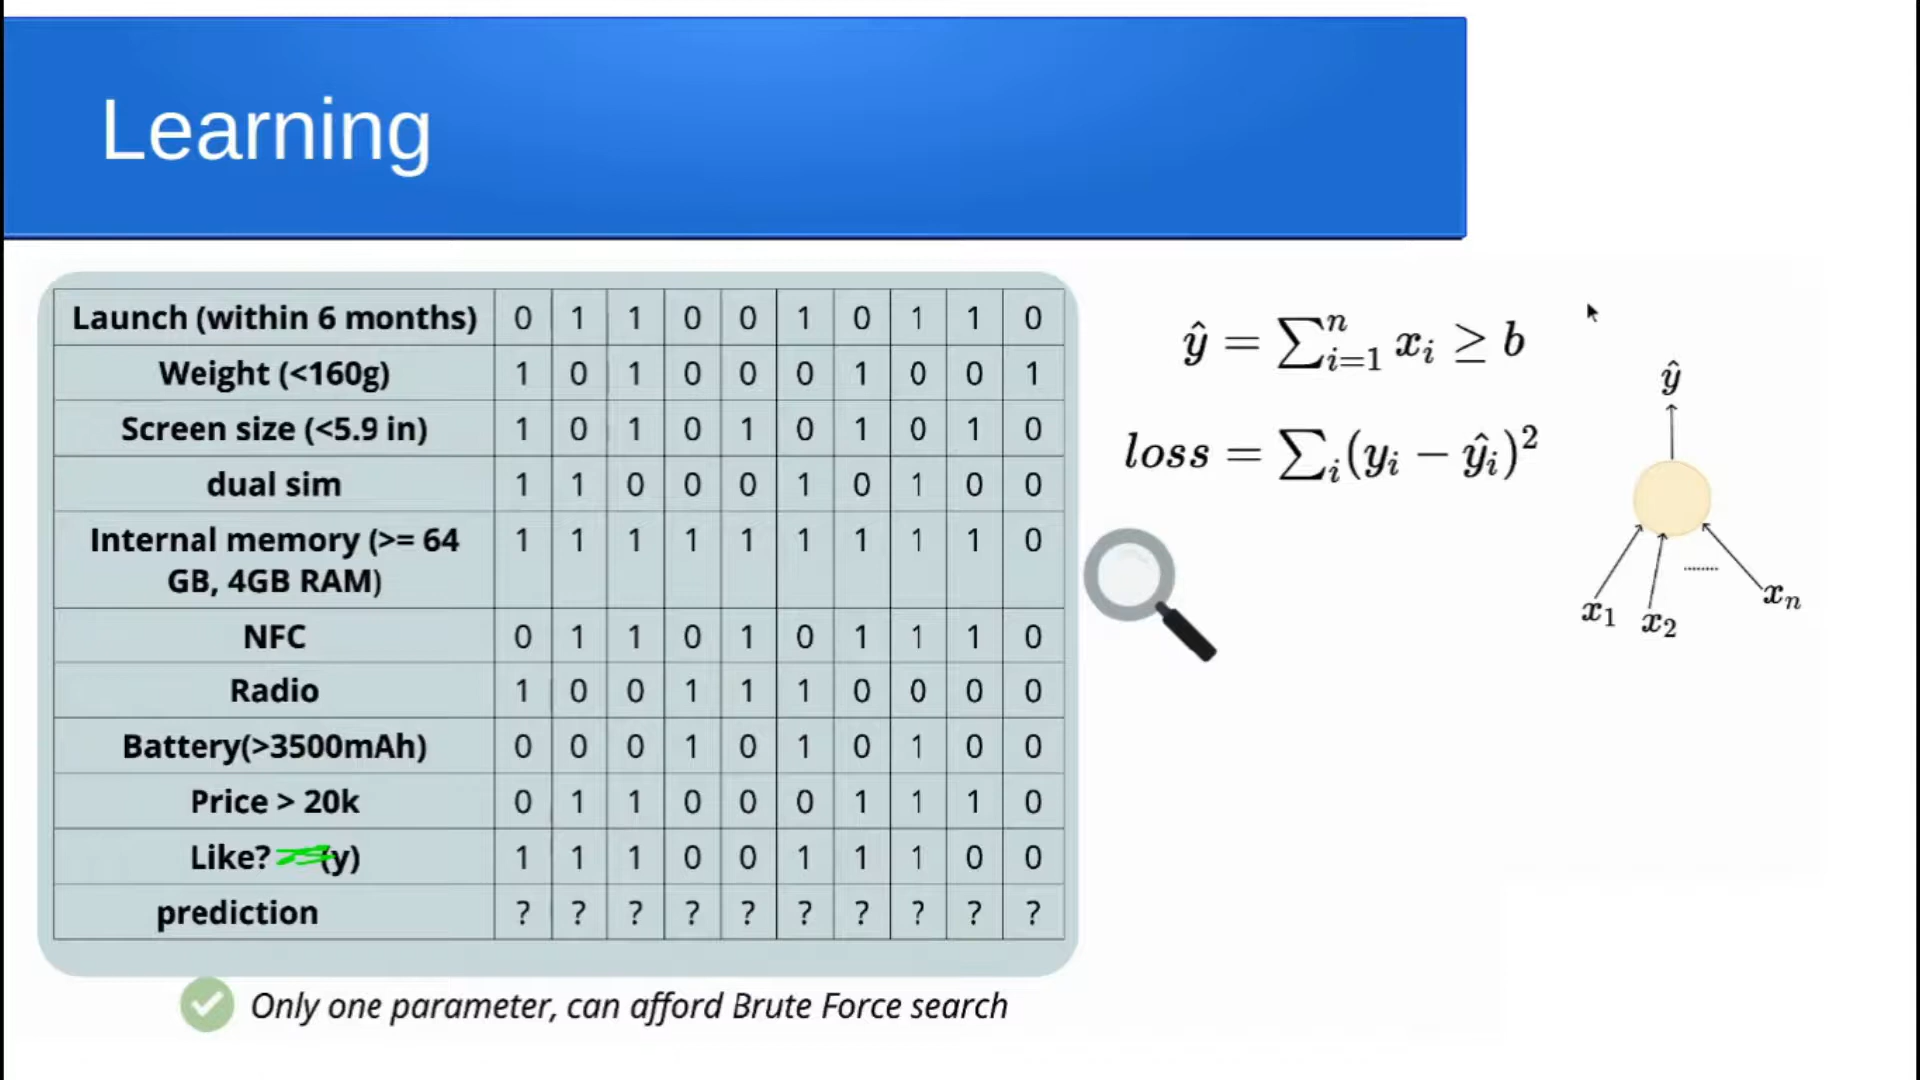 Learning
Launch (within 6 months) 0 1 1 0 0 1 0 1 1 0
Weight (<160g) 1 0 1 0 0 0 1 0 0 1
Screen size (<5.9 in) 1 0 1 0 1 0 1 0 1 0
dual sim 1 1 0 0 0 1 0 1 0 0
Internal memory (>= 64 1 1 1 1 1 1 1 1 1 0
GB, 4GB RAM)
NFC 0 1 1 0 1 0 1 1 1 0
Radio 1 0 0 1 1 1 0 0 0 0
Battery(>3500mAh) 0 0 0 1 0 1 0 1 0 0
Price > 20k 0 1 1 0 0 0 1 1 1 0
Like? (y) 1 1 1 0 0 1 1 1 0 0
prediction ? ? ? ? ? ? ? ? ? ?
Only one parameter, can afford Brute Force search
ŷ = ∑ⁿᵢ₌₁ xᵢ ≥ b
loss = ∑ᵢ(yᵢ − ŷᵢ)²
ŷ
........
x₁ x₂ xₙ